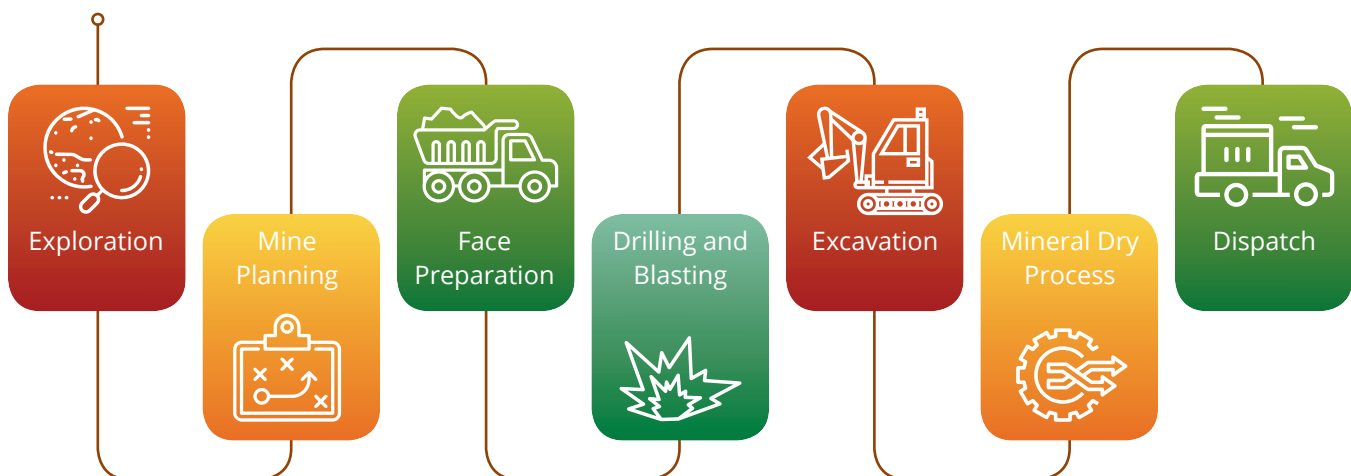 Exploration
Mine
Planning
Face
Preparation
Drilling and
Blasting
Excavation
Mineral Dry
Process
Dispatch